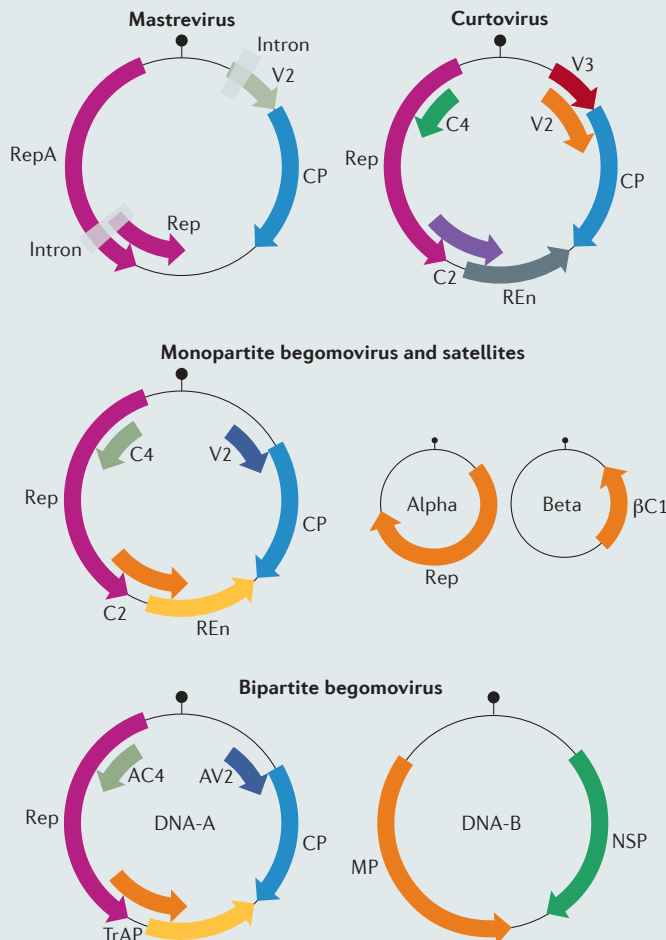 Mastrevirus
Intron
V2
RepA
CP
Rep
Intron
Curtovirus
V3
C4
V2
Rep
CP
C2
REn
Monopartite begomovirus and satellites
C4
V2
Rep
CP
C2
REn
Alpha
Rep
Beta
βC1
Bipartite begomovirus
AC4
AV2
Rep
DNA-A
CP
TrAP
DNA-B
MP
NSP